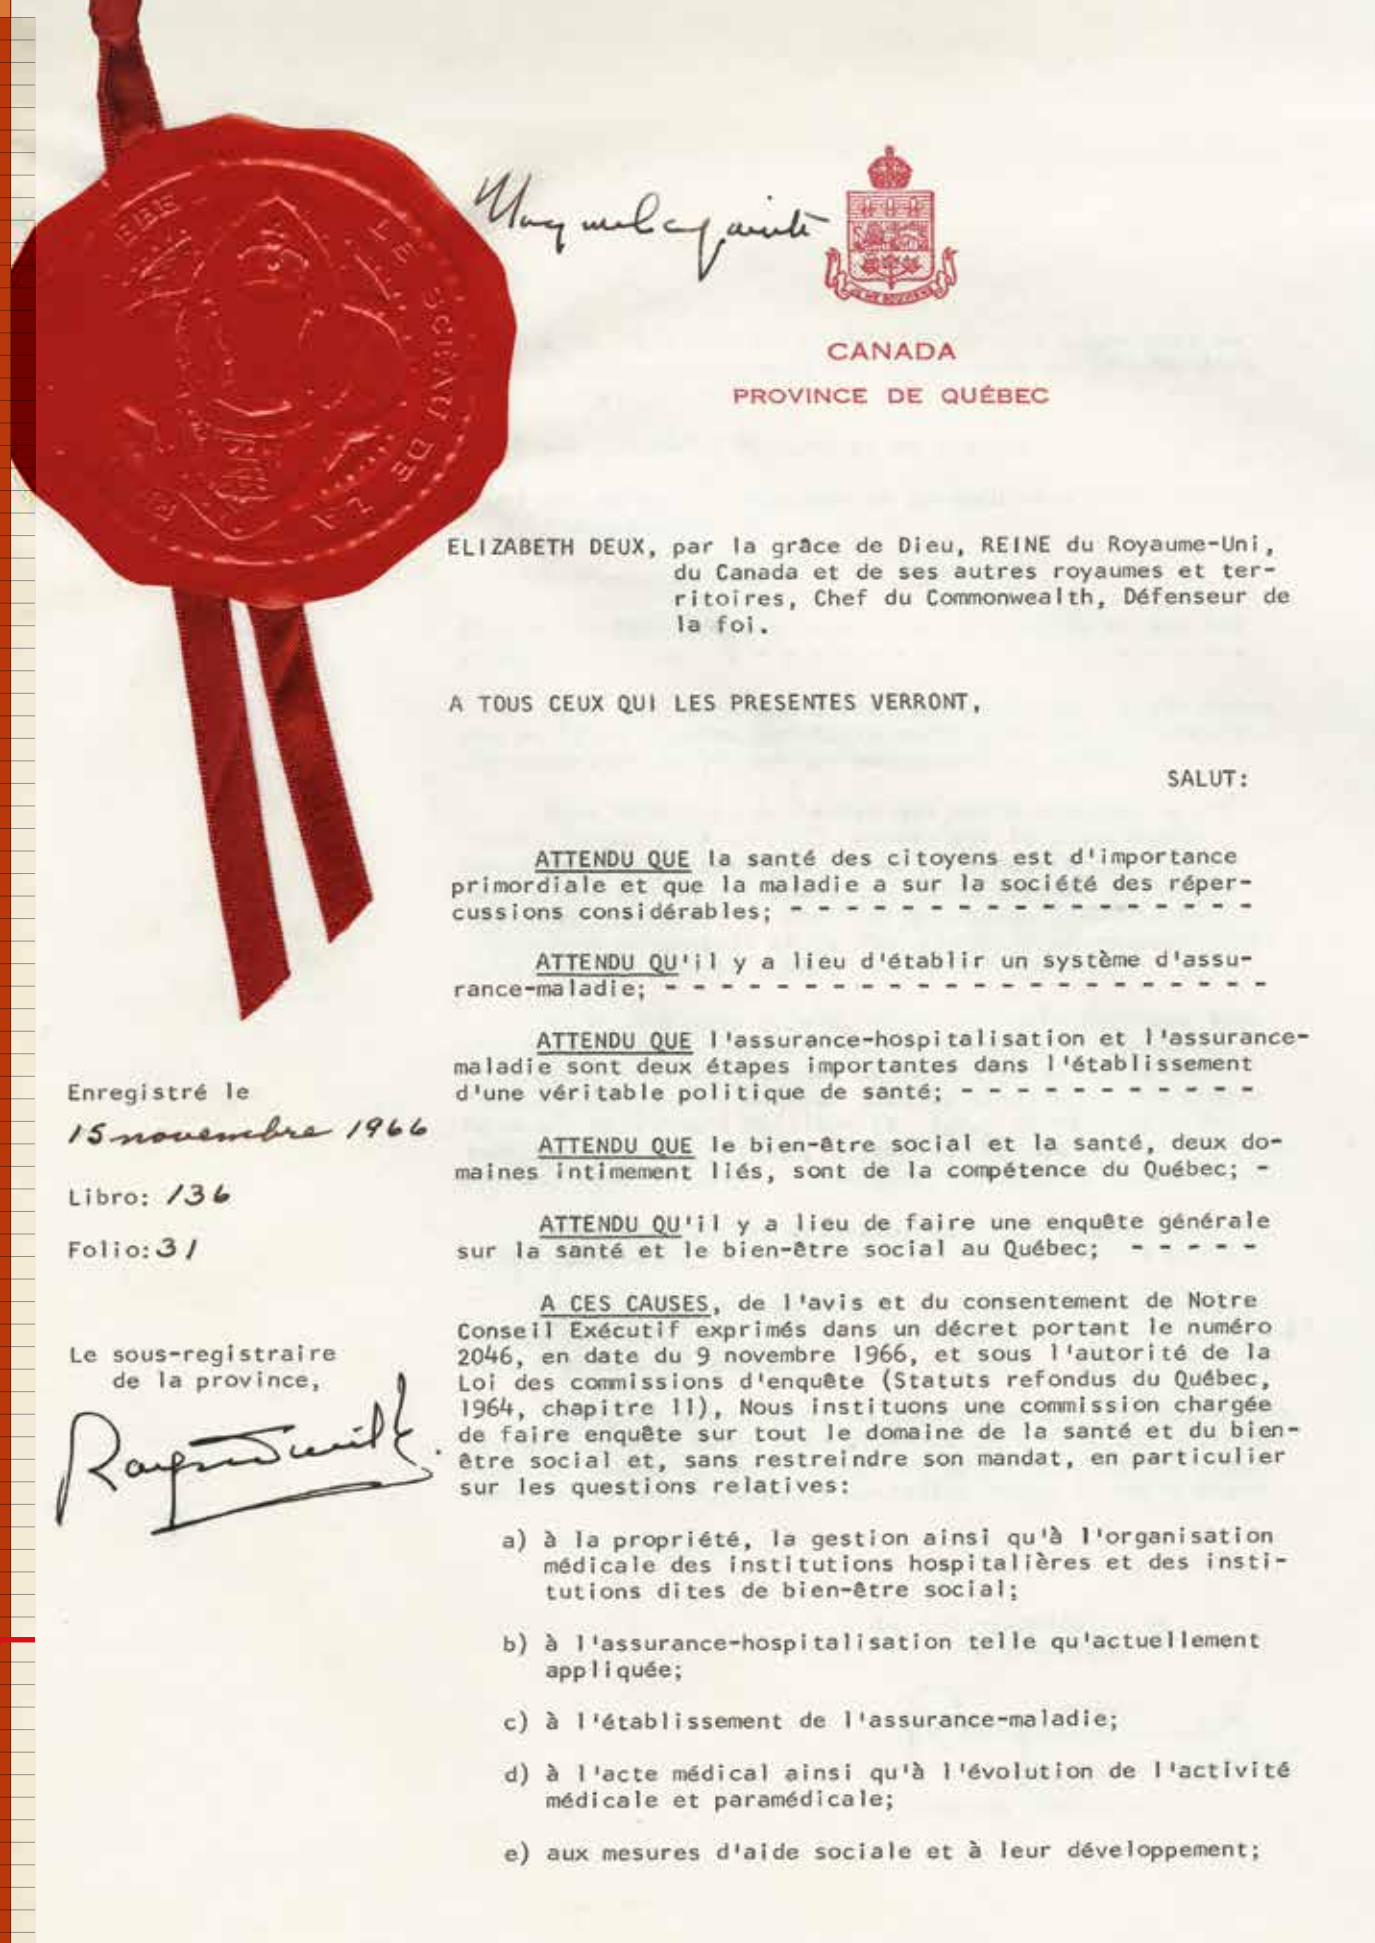 LE SCEAU DE
CANADA
PROVINCE DE QUÉBEC
ELIZABETH DEUX, par la grâce de Dieu, REINE du Royaume-Uni,
du Canada et de ses autres royaumes et ter-
ritoires, Chef du Commonwealth, Défenseur de
la foi.
A TOUS CEUX QUI LES PRESENTES VERRONT,
SALUT:
ATTENDU QUE la santé des citoyens est d'importance
primordiale et que la maladie a sur la société des réper-
cussions considérables; - - - - - - - - - - - - - - - - -
ATTENDU QU'il y a lieu d'établir un système d'assu-
rance-maladie; - - - - - - - - - - - - - - - - - - - - - -
ATTENDU QUE l'assurance-hospitalisation et l'assurance-
maladie sont deux étapes importantes dans l'établissement
d'une véritable politique de santé; - - - - - - - - - - -
ATTENDU QUE le bien-être social et la santé, deux do-
maines intimement liés, sont de la compétence du Québec; -
ATTENDU QU'il y a lieu de faire une enquête générale
sur la santé et le bien-être social au Québec; - - - - -
A CES CAUSES, de l'avis et du consentement de Notre
Conseil Exécutif exprimés dans un décret portant le numéro
2046, en date du 9 novembre 1966, et sous l'autorité de la
Loi des commissions d'enquête (Statuts refondus du Québec,
1964, chapitre 11), Nous instituons une commission chargée
de faire enquête sur tout le domaine de la santé et du bien-
être social et, sans restreindre son mandat, en particulier
sur les questions relatives:
a) à la propriété, la gestion ainsi qu'à l'organisation
médicale des institutions hospitalières et des insti-
tutions dites de bien-être social;
b) à l'assurance-hospitalisation telle qu'actuellement
appliquée;
c) à l'établissement de l'assurance-maladie;
d) à l'acte médical ainsi qu'à l'évolution de l'activité
médicale et paramédicale;
e) aux mesures d'aide sociale et à leur développement;
Enregistré le
15 novembre 1966
Libro: 136
Folio: 31
Le sous-registraire
de la province,